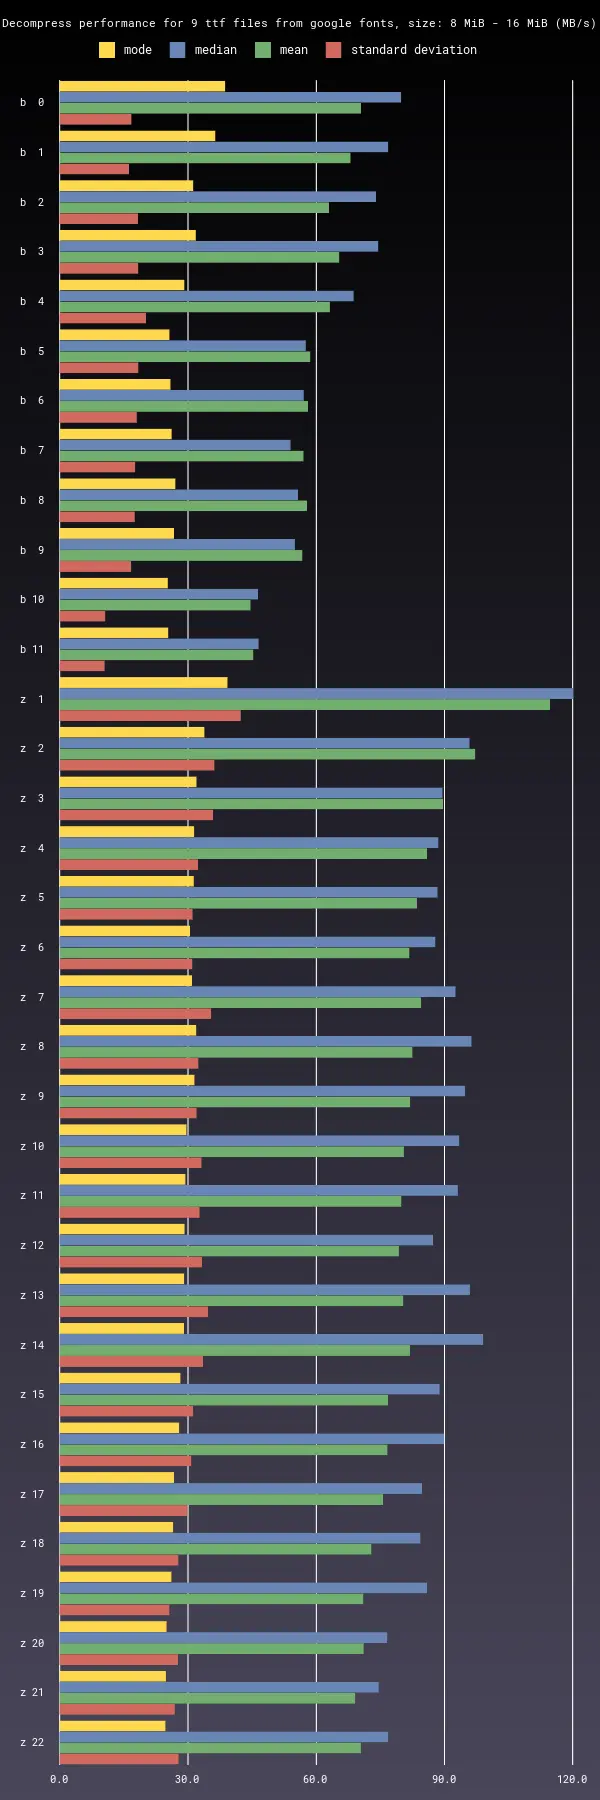 Decompress performance for 9 ttf files from google fonts, size: 8 MiB - 16 MiB (MB/s)
mode median mean standard deviation
b 0
b 1
b 2
b 3
b 4
b 5
b 6
b 7
b 8
b 9
b 10
b 11
z 1
z 2
z 3
z 4
z 5
z 6
z 7
z 8
z 9
z 10
z 11
z 12
z 13
z 14
z 15
z 16
z 17
z 18
z 19
z 20
z 21
z 22
0.0 30.0 60.0 90.0 120.0